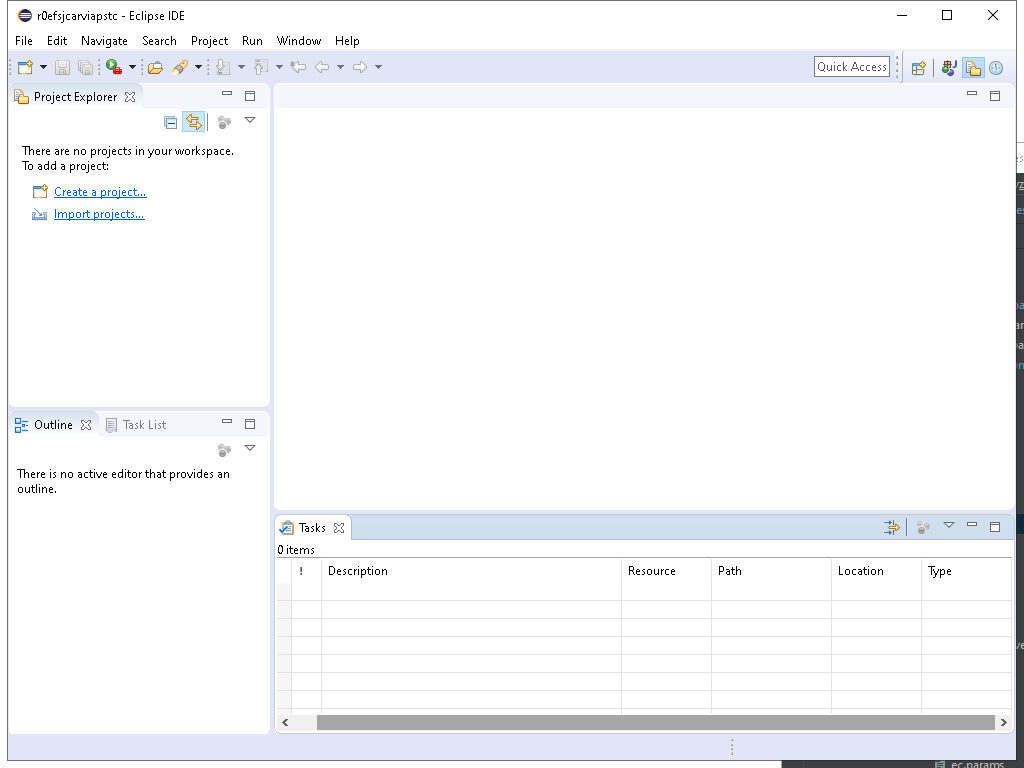 r0efsjcarviapstc - Eclipse IDE
File Edit Navigate Search Project Run Window Help
Quick Access
Project Explorer
There are no projects in your workspace.
To add a project:
Create a project...
Import projects...
Outline Task List
There is no active editor that provides an
outline.
Tasks
0 items
! Description Resource Path Location Type
ec.params